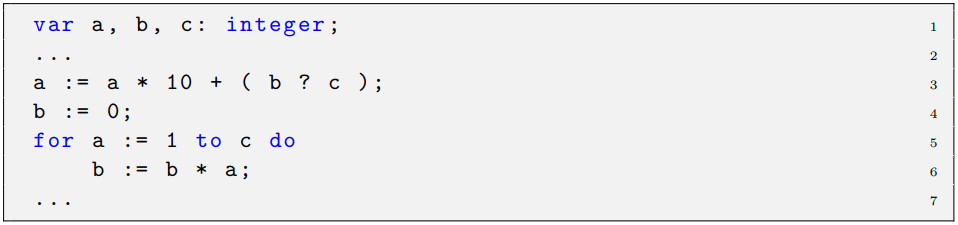 var a, b, c: integer; 1
... 2
a := a * 10 + ( b ? c ); 3
b := 0; 4
for a := 1 to c do 5
    b := b * a; 6
... 7